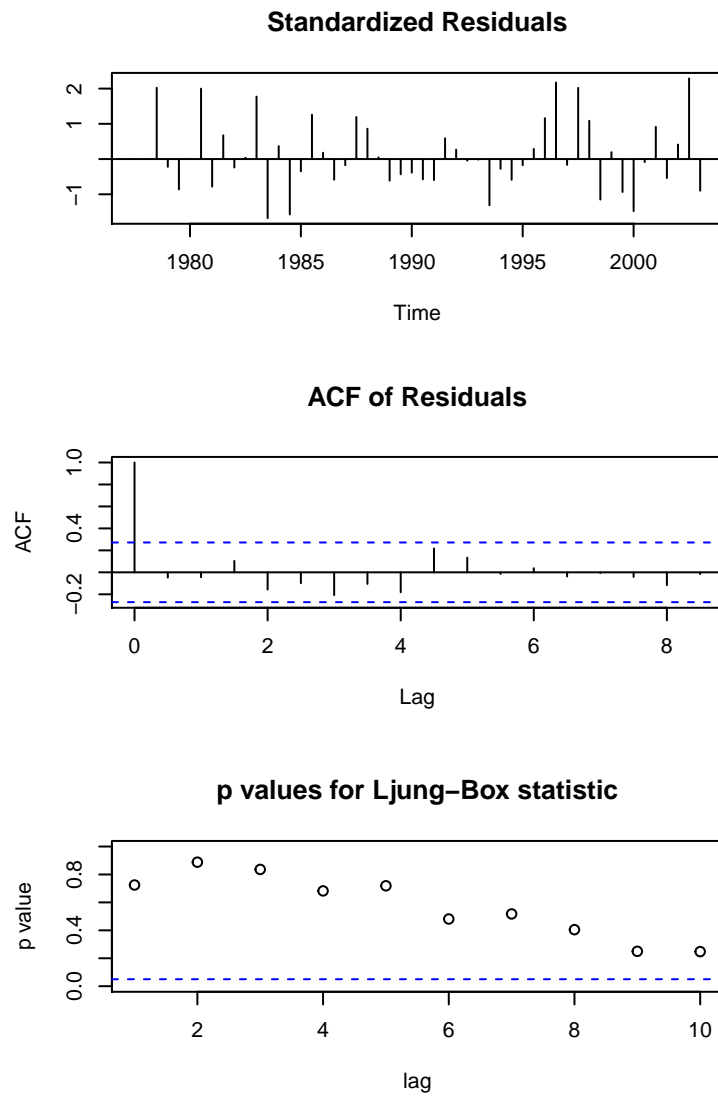 Standardized Residuals
2
1
−1
1980 1985 1990 1995 2000
Time
ACF of Residuals
1.0
0.4
−0.2
ACF
0 2 4 6 8
Lag
p values for Ljung−Box statistic
0.8
0.4
0.0
p value
2 4 6 8 10
lag